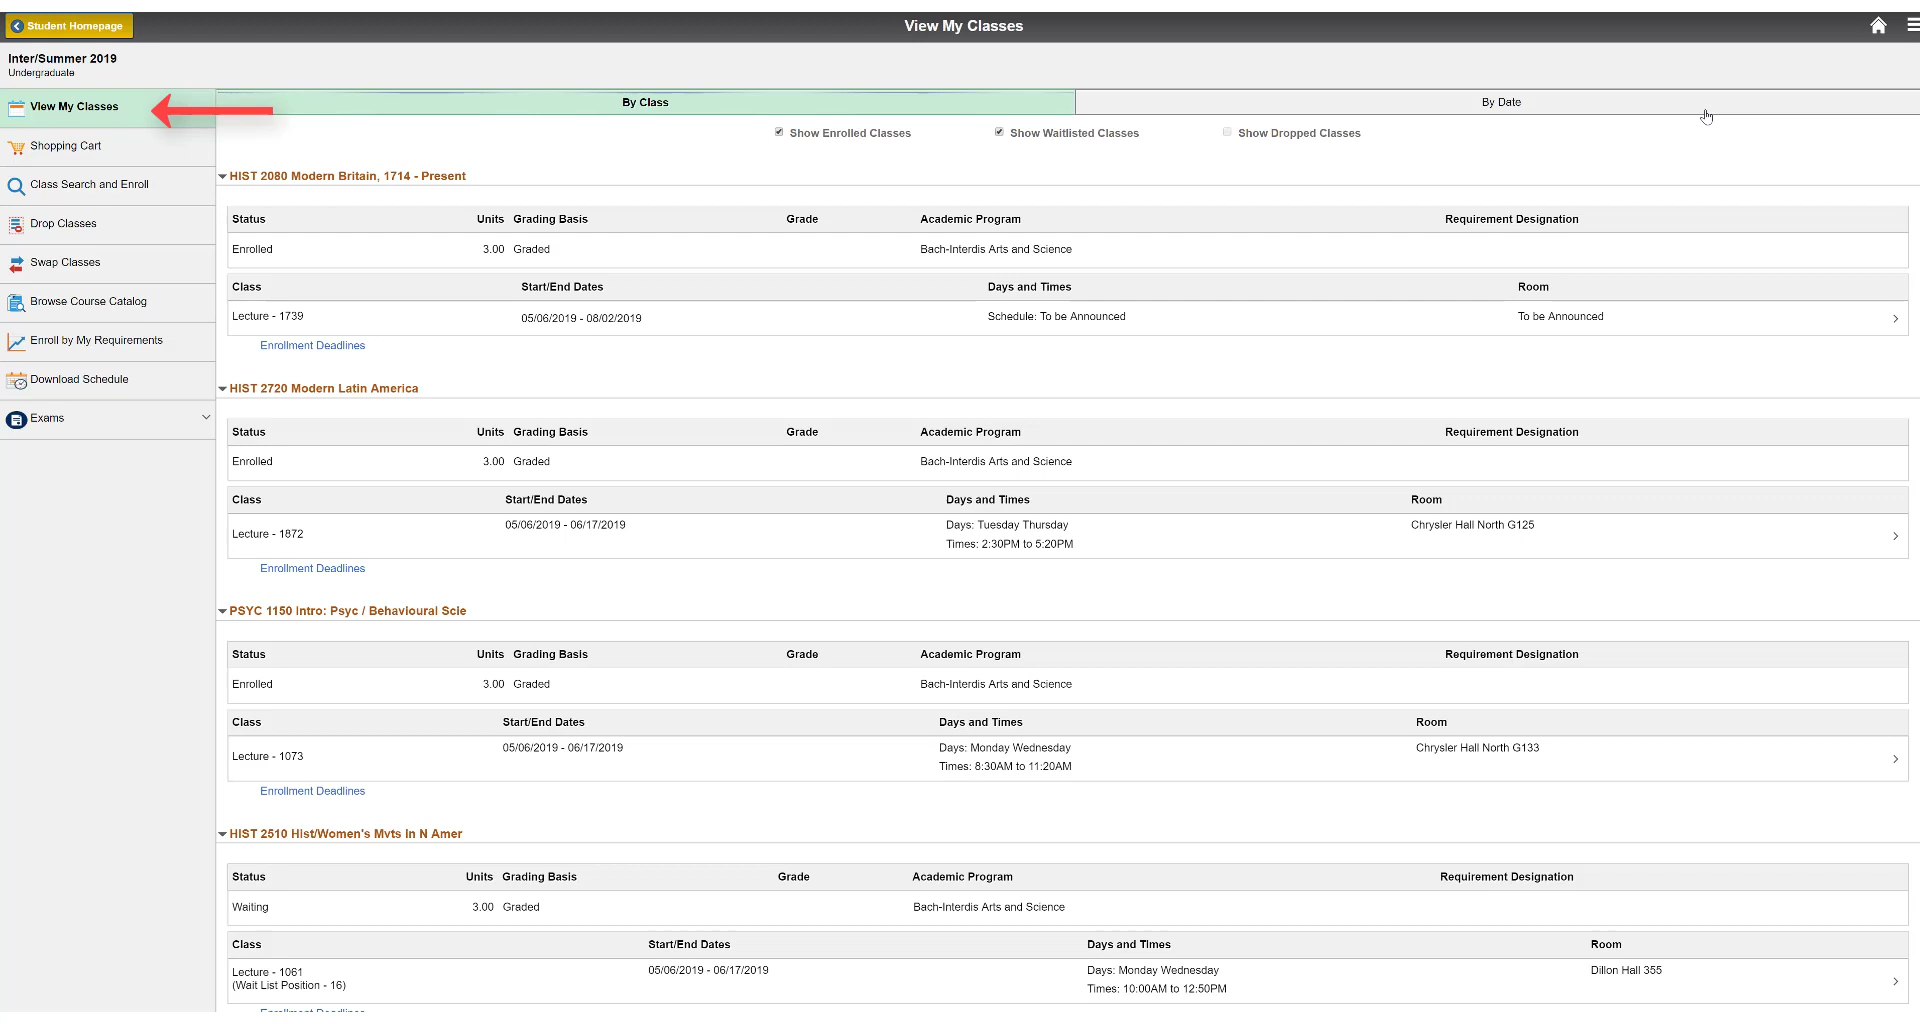 Student Homepage
View My Classes
Inter/Summer 2019
Undergraduate
View My Classes
Shopping Cart
Class Search and Enroll
Drop Classes
Swap Classes
Browse Course Catalog
Enroll by My Requirements
Download Schedule
Exams
By Class By Date
Show Enrolled Classes Show Waitlisted Classes Show Dropped Classes
HIST 2080 Modern Britain, 1714 - Present
Status Units Grading Basis Grade Academic Program Requirement Designation
Enrolled 3.00 Graded Bach-Interdis Arts and Science
Class Start/End Dates Days and Times Room
Lecture - 1739 05/06/2019 - 08/02/2019 Schedule: To be Announced To be Announced
Enrollment Deadlines
HIST 2720 Modern Latin America
Status Units Grading Basis Grade Academic Program Requirement Designation
Enrolled 3.00 Graded Bach-Interdis Arts and Science
Class Start/End Dates Days and Times Room
Lecture - 1872 05/06/2019 - 06/17/2019 Days: Tuesday Thursday Chrysler Hall North G125
Times: 2:30PM to 5:20PM
Enrollment Deadlines
PSYC 1150 Intro: Psyc / Behavioural Scie
Status Units Grading Basis Grade Academic Program Requirement Designation
Enrolled 3.00 Graded Bach-Interdis Arts and Science
Class Start/End Dates Days and Times Room
Lecture - 1073 05/06/2019 - 06/17/2019 Days: Monday Wednesday Chrysler Hall North G133
Times: 8:30AM to 11:20AM
Enrollment Deadlines
HIST 2510 Hist/Women's Mvts In N Amer
Status Units Grading Basis Grade Academic Program Requirement Designation
Waiting 3.00 Graded Bach-Interdis Arts and Science
Class Start/End Dates Days and Times Room
Lecture - 1061 05/06/2019 - 06/17/2019 Days: Monday Wednesday Dillon Hall 355
(Wait List Position - 16) Times: 10:00AM to 12:50PM
Enrollment Deadlines